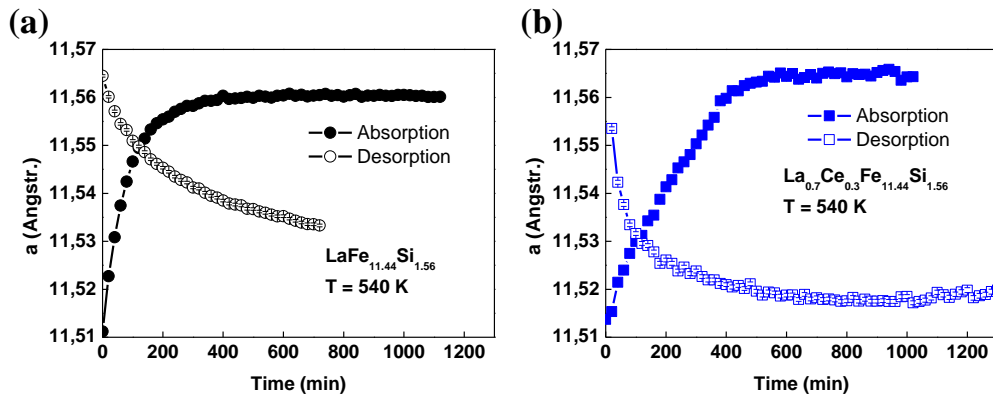 (a)
11,57
11,56
11,55
11,54
11,53
11,52
11,51
a (Angstr.)
Absorption
Desorption
LaFe11.44Si1.56
T = 540 K
0 200 400 600 800 1000 1200
Time (min)
(b)
11,57
11,56
11,55
11,54
11,53
11,52
11,51
a (Angstr.)
Absorption
Desorption
La0.7Ce0.3Fe11.44Si1.56
T = 540 K
0 200 400 600 800 1000 1200
Time (min)